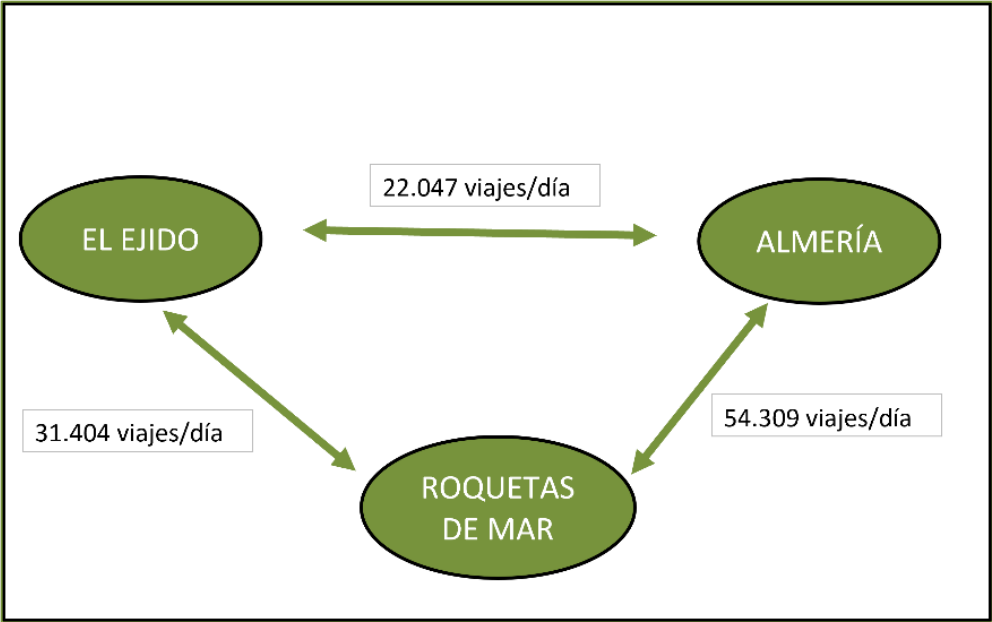 22.047 viajes/día
EL EJIDO
ALMERÍA
31.404 viajes/día
54.309 viajes/día
ROQUETAS
DE MAR